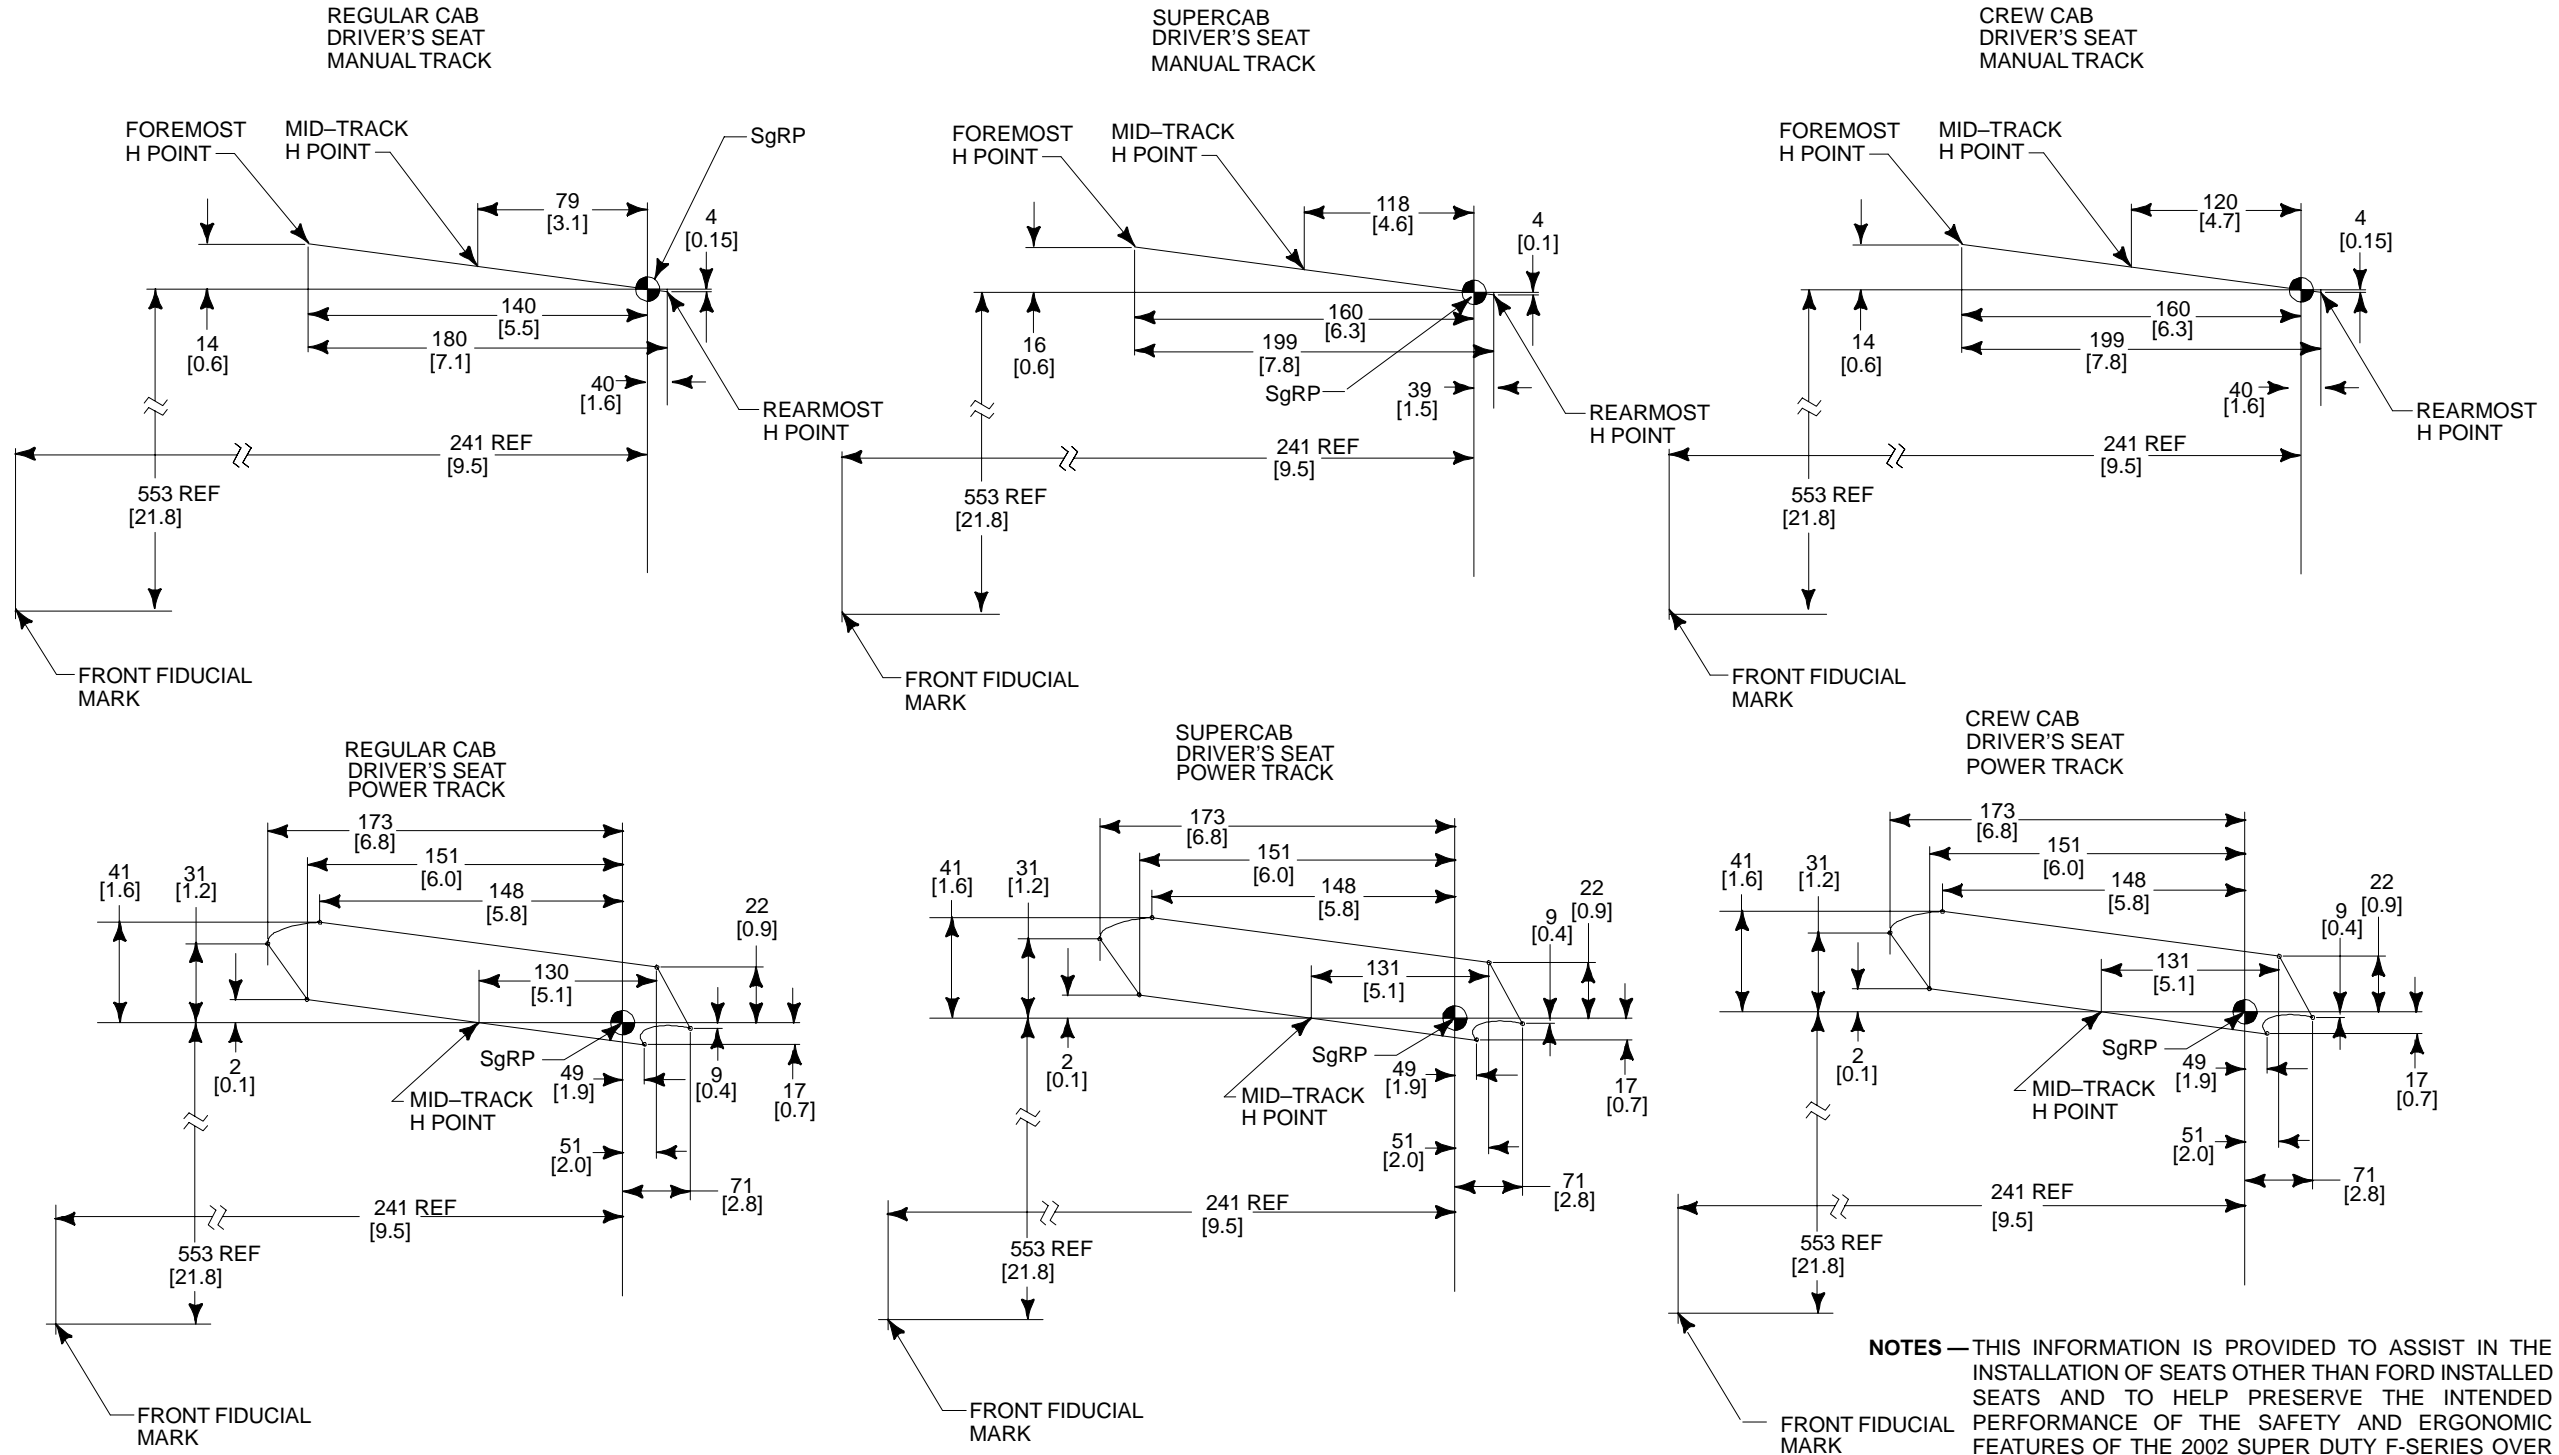 REGULAR CAB
DRIVER'S SEAT
MANUAL TRACK
FOREMOST
H POINT
MID–TRACK
H POINT
SgRP
79
[3.1]
4
[0.15]
140
[5.5]
14
[0.6]
180
[7.1]
40
[1.6]
REARMOST
H POINT
241 REF
[9.5]
553 REF
[21.8]
FRONT FIDUCIAL
MARK
SUPERCAB
DRIVER'S SEAT
MANUAL TRACK
FOREMOST
H POINT
MID–TRACK
H POINT
118
[4.6]
4
[0.1]
160
[6.3]
16
[0.6]
199
[7.8]
SgRP
39
[1.5]
REARMOST
H POINT
241 REF
[9.5]
553 REF
[21.8]
FRONT FIDUCIAL
MARK
CREW CAB
DRIVER'S SEAT
MANUAL TRACK
FOREMOST
H POINT
MID–TRACK
H POINT
120
[4.7]
4
[0.15]
160
[6.3]
14
[0.6]
199
[7.8]
40
[1.6]
REARMOST
H POINT
241 REF
[9.5]
553 REF
[21.8]
FRONT FIDUCIAL
MARK
REGULAR CAB
DRIVER'S SEAT
POWER TRACK
173
[6.8]
151
[6.0]
41
[1.6]
31
[1.2]
148
[5.8]
22
[0.9]
130
[5.1]
2
[0.1]
SgRP
49
[1.9]
9
[0.4]
17
[0.7]
MID–TRACK
H POINT
51
[2.0]
71
[2.8]
241 REF
[9.5]
553 REF
[21.8]
FRONT FIDUCIAL
MARK
SUPERCAB
DRIVER'S SEAT
POWER TRACK
173
[6.8]
151
[6.0]
41
[1.6]
31
[1.2]
148
[5.8]
22
[0.9]
9
[0.4]
131
[5.1]
2
[0.1]
SgRP
49
[1.9]
17
[0.7]
MID–TRACK
H POINT
51
[2.0]
71
[2.8]
241 REF
[9.5]
553 REF
[21.8]
FRONT FIDUCIAL
MARK
CREW CAB
DRIVER'S SEAT
POWER TRACK
173
[6.8]
151
[6.0]
41
[1.6]
31
[1.2]
148
[5.8]
22
[0.9]
9
[0.4]
131
[5.1]
2
[0.1]
SgRP
49
[1.9]
17
[0.7]
MID–TRACK
H POINT
51
[2.0]
71
[2.8]
241 REF
[9.5]
553 REF
[21.8]
FRONT FIDUCIAL
MARK
NOTES — THIS INFORMATION IS PROVIDED TO ASSIST IN THE
INSTALLATION OF SEATS OTHER THAN FORD INSTALLED
SEATS AND TO HELP PRESERVE THE INTENDED
PERFORMANCE OF THE SAFETY AND ERGONOMIC
FEATURES OF THE 2002 SUPER DUTY F-SERIES OVER